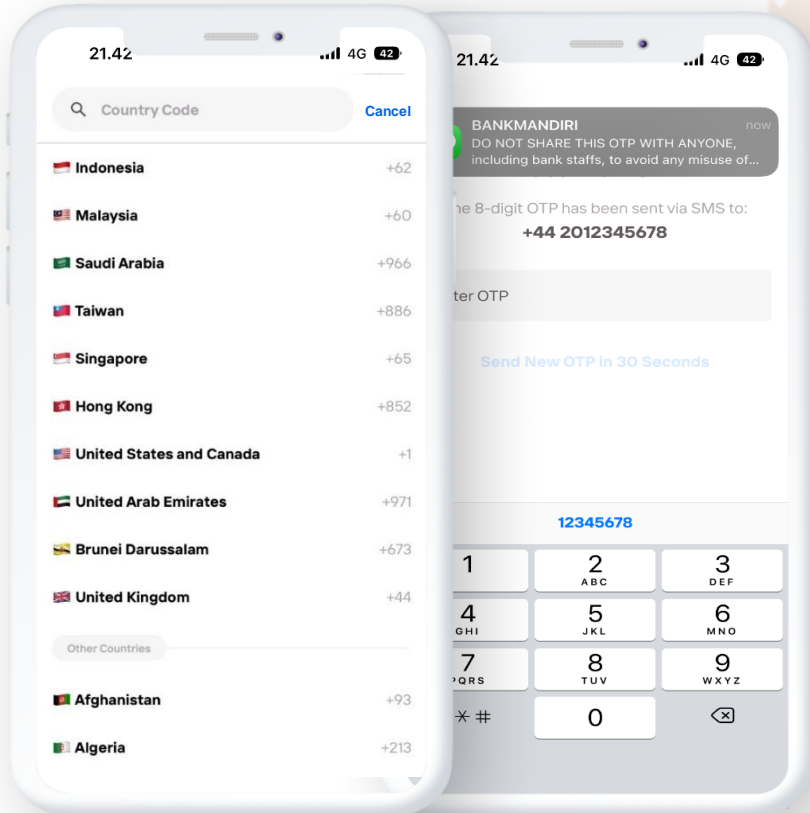 21.42
4G 42
Country Code
Cancel
Indonesia +62
Malaysia +60
Saudi Arabia +966
Taiwan +886
Singapore +65
Hong Kong +852
United States and Canada +1
United Arab Emirates +971
Brunei Darussalam +673
United Kingdom +44
Other Countries
Afghanistan +93
Algeria +213
21.42
4G 42
BANKMANDIRI now
DO NOT SHARE THIS OTP WITH ANYONE,
including bank staffs, to avoid any misuse of...
he 8-digit OTP has been sent via SMS to:
+44 2012345678
ter OTP
Send New OTP in 30 Seconds
12345678
1 2 3
ABC DEF
4 5 6
GHI JKL MNO
7 8 9
PQRS TUV WXYZ
0